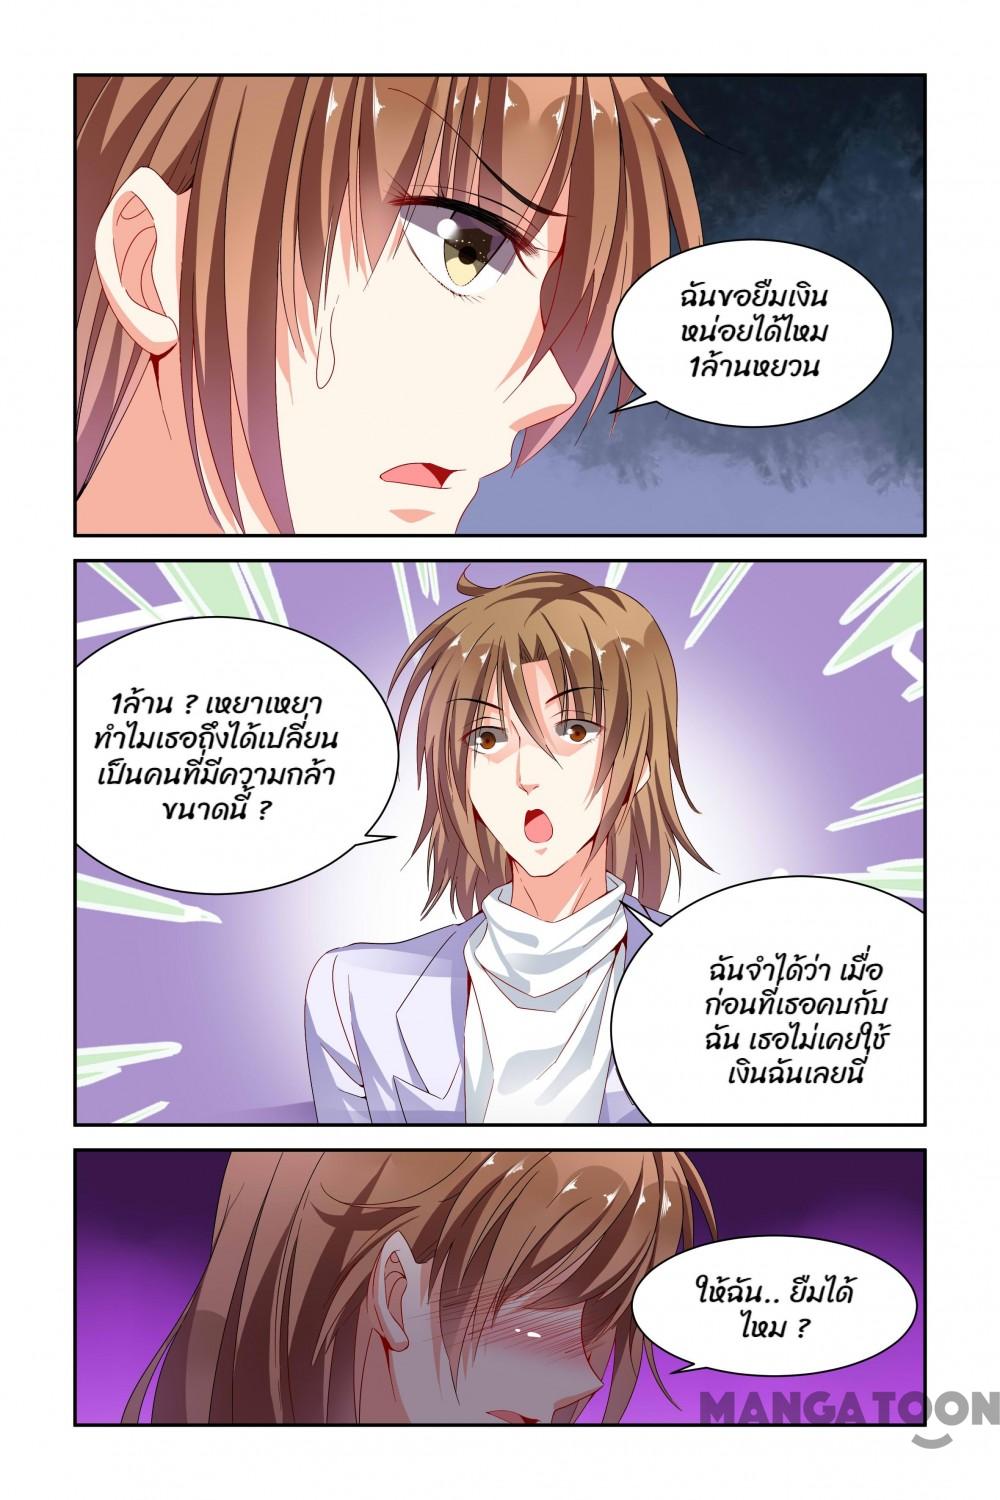 ฉันขอยืมเงิน
หน่อยได้ไหม
1ล้านหยวน
1ล้าน ? เหยาเหยา
ทำไมเธอถึงได้เปลี่ยน
เป็นคนที่มีความกล้า
ขนาดนี้ ?
ฉันจำได้ว่า เมื่อ
ก่อนที่เธอคบกับ
ฉัน เธอไม่เคยใช้
เงินฉันเลยนี่
ให้ฉัน.. ยืมได้
ไหม ?
MANGATOON